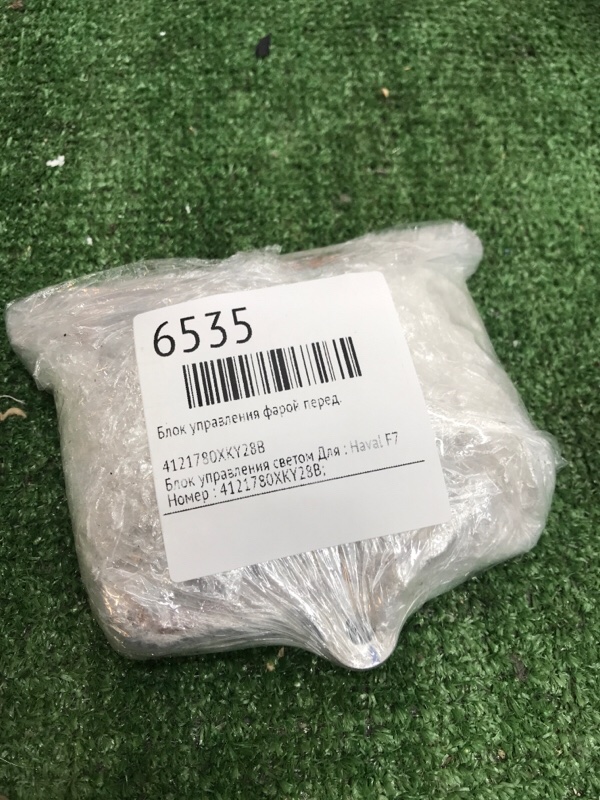 6535
Блок управления фарой перед.
4121780XKY28B
Блок управления светом Для : Haval F7
Номер : 4121780XKY28B;